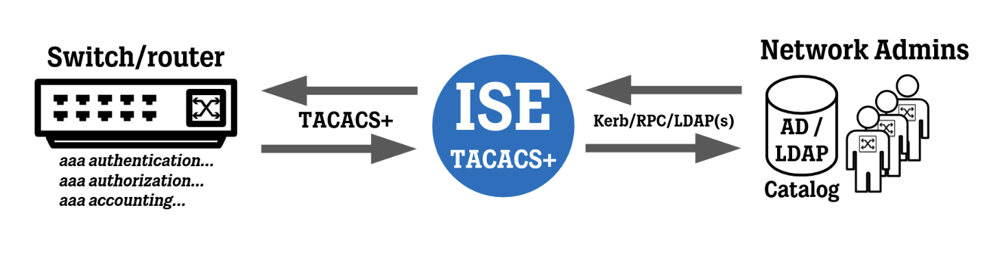 Switch/router
aaa authentication...
aaa authorization...
aaa accounting...
TACACS+
ISE
TACACS+
Kerb/RPC/LDAP(s)
Network Admins
AD /
LDAP
Catalog